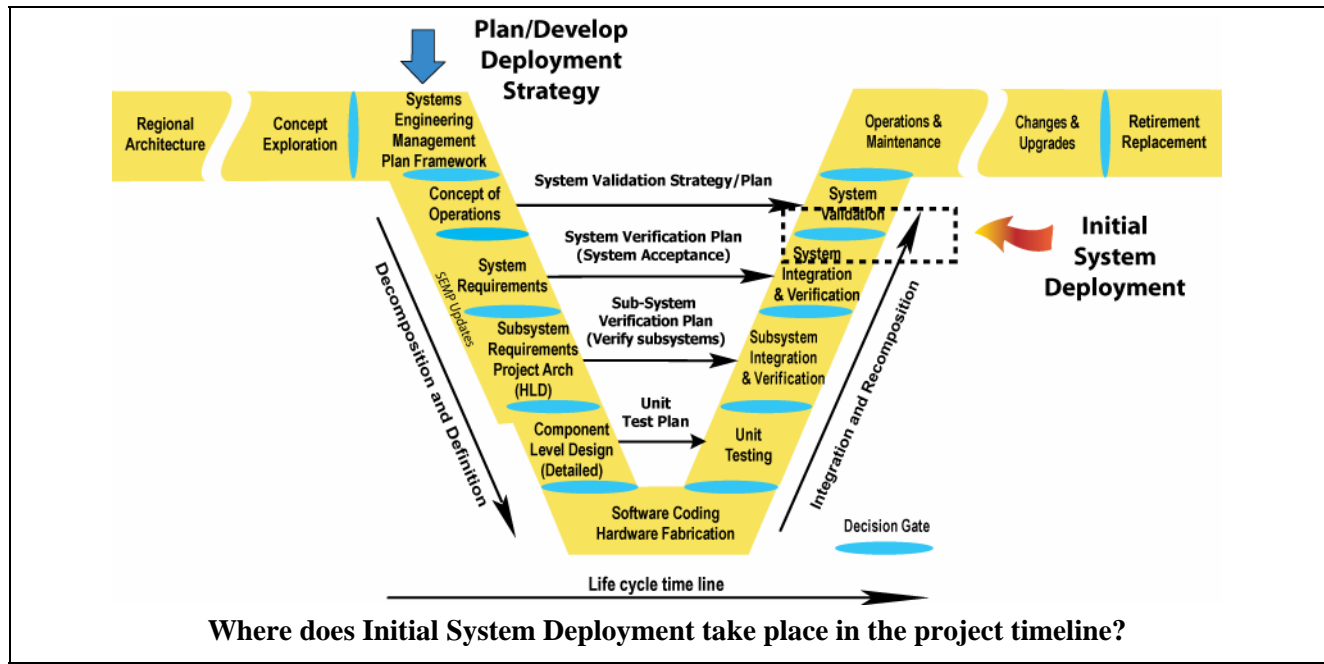 Plan/Develop
Deployment
Strategy
Regional
Architecture
Concept
Exploration
Systems
Engineering
Management
Plan Framework
Operations &
Maintenance
Changes &
Upgrades
Retirement
Replacement
Concept of
Operations
System Validation Strategy/Plan
System
Validation
Initial
System
Deployment
System
Requirements
System Verification Plan
(System Acceptance)
System
Integration
& Verification
SEMP Updates
Subsystem
Requirements
Project Arch
(HLD)
Sub-System
Verification Plan
(Verify subsystems)
Subsystem
Integration
& Verification
Component
Level Design
(Detailed)
Unit
Test Plan
Unit
Testing
Decomposition and Definition
Integration and Recomposition
Software Coding
Hardware Fabrication
Decision Gate
Life cycle time line
Where does Initial System Deployment take place in the project timeline?